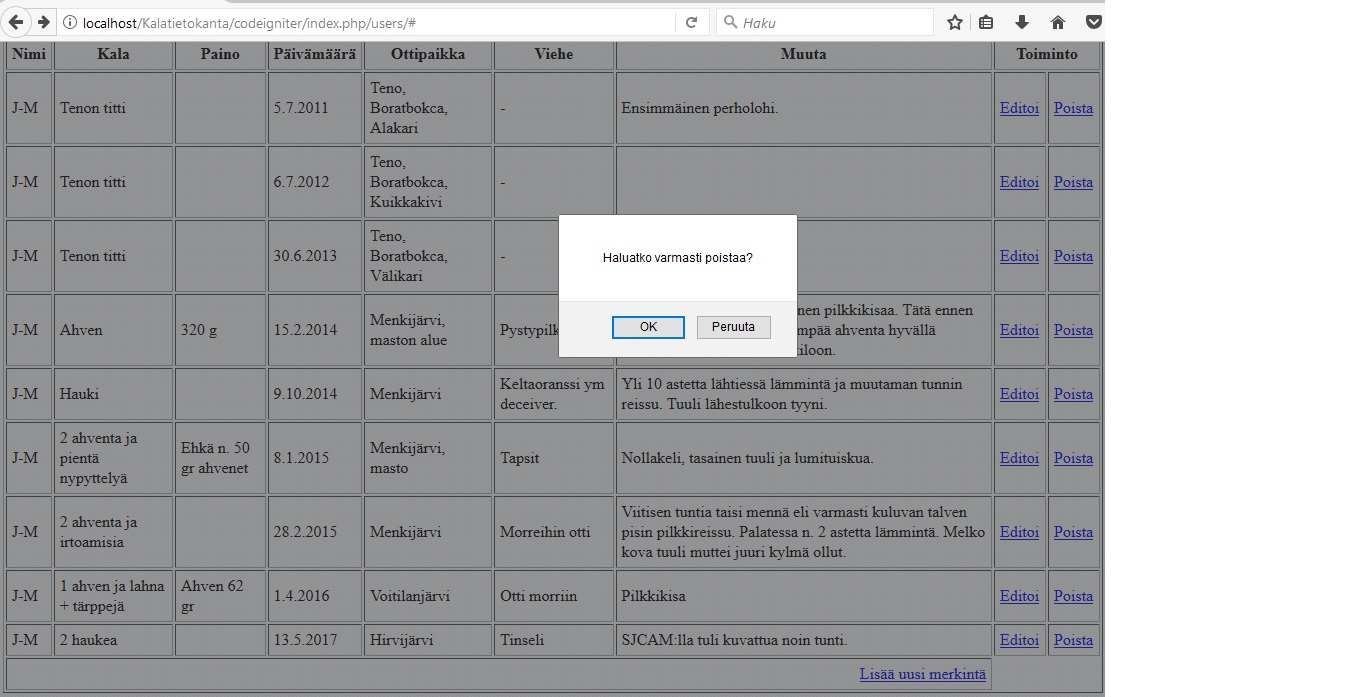 localhost/Kalatietokanta/codeigniter/index.php/users/#
Haku
Nimi Kala Paino Päivämäärä Ottipaikka Viehe Muuta Toiminto
J-M Tenon titti 5.7.2011 Teno, Boratbokca, Alakari - Ensimmäinen perholohi. Editoi Poista
J-M Tenon titti 6.7.2012 Teno, Boratbokca, Kuikkakivi - Editoi Poista
J-M Tenon titti 30.6.2013 Teno, Boratbokca, Välikari - Editoi Poista
Haluatko varmasti poistaa?
OK Peruuta
J-M Ahven 320 g 15.2.2014 Menkijärvi, maston alue Pystypilk nen pilkkikisaa. Tätä ennen mpää ahventa hyvällä iloon. Editoi Poista
J-M Hauki 9.10.2014 Menkijärvi Keltaoranssi ym deceiver. Yli 10 astetta lähtiessä lämmintä ja muutaman tunnin reissu. Tuuli lähestulkoon tyyni. Editoi Poista
J-M 2 ahventa ja pientä nypyttelyä Ehkä n. 50 gr ahvenet 8.1.2015 Menkijärvi, masto Tapsit Nollakeli, tasainen tuuli ja lumituiskua. Editoi Poista
J-M 2 ahventa ja irtoamisia 28.2.2015 Menkijärvi Morreihin otti Viitisen tuntia taisi mennä eli varmasti kuluvan talven pisin pilkkireissu. Palatessa n. 2 astetta lämmintä. Melko kova tuuli muttei juuri kylmä ollut. Editoi Poista
J-M 1 ahven ja lahna + tärppejä Ahven 62 gr 1.4.2016 Voitilanjärvi Otti morriin Pilkkikisa Editoi Poista
J-M 2 haukea 13.5.2017 Hirvijärvi Tinseli SJCAM:lla tuli kuvattua noin tunti. Editoi Poista
Lisää uusi merkintä